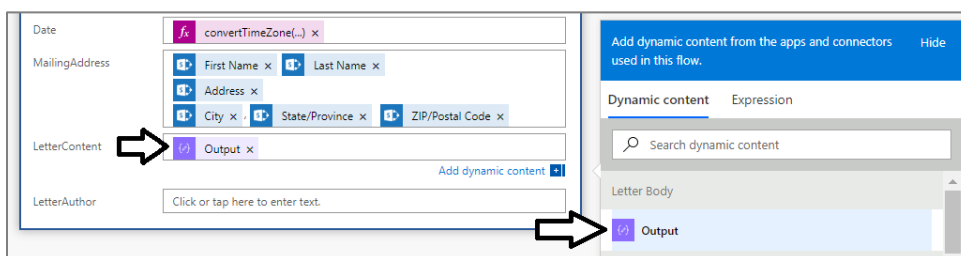 Date
fx convertTimeZone(...) ×
MailingAddress
First Name × Last Name ×
Address ×
City × , State/Province × ZIP/Postal Code ×
LetterContent
Output ×
Add dynamic content
LetterAuthor
Click or tap here to enter text.
Add dynamic content from the apps and connectors
used in this flow.
Hide
Dynamic content Expression
Search dynamic content
Letter Body
Output